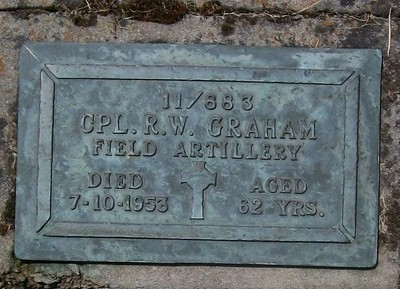 11/883
CPL. R.W. GRAHAM
FIELD ARTILLERY
DIED AGED
7-10-1953 62 YRS.